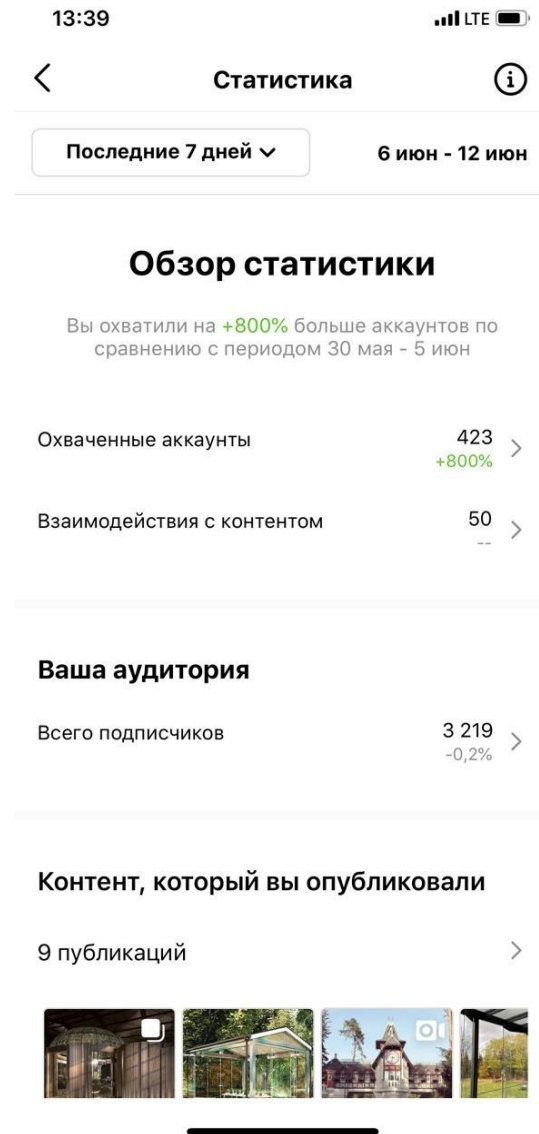 13:39
LTE
Статистика
Последние 7 дней
6 июн - 12 июн
Обзор статистики
Вы охватили на +800% больше аккаунтов по
сравнению с периодом 30 мая - 5 июн
Охваченные аккаунты
423
+800%
Взаимодействия с контентом
50
--
Ваша аудитория
Всего подписчиков
3 219
-0,2%
Контент, который вы опубликовали
9 публикаций